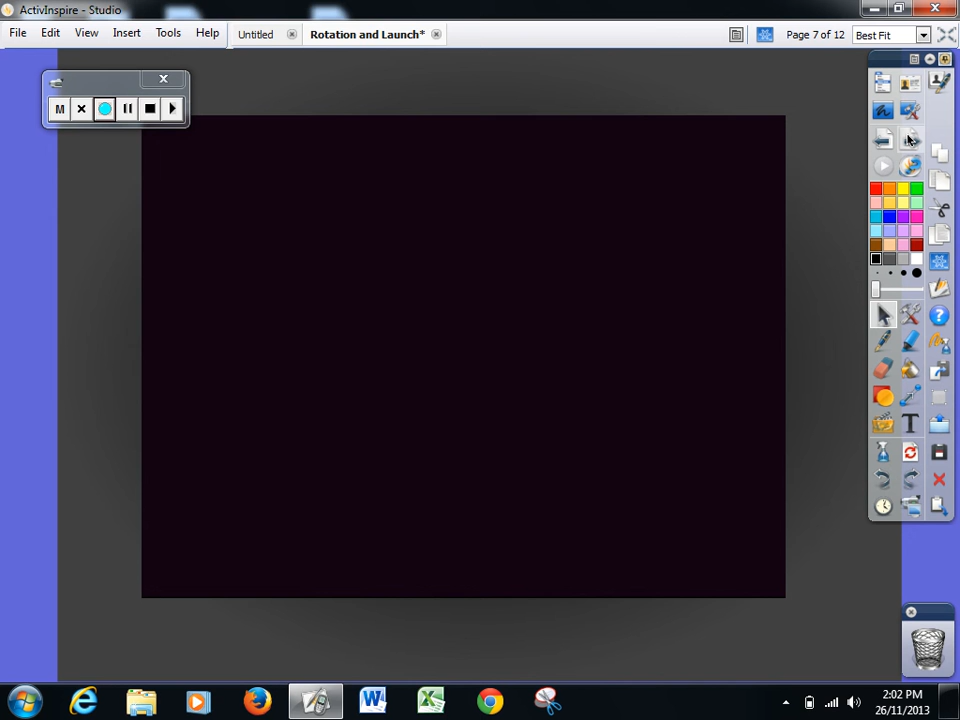 ActivInspire - Studio
File Edit View Insert Tools Help
Untitled
Rotation and Launch*
Page 7 of 12
Best Fit
M
T
2:02 PM
26/11/2013